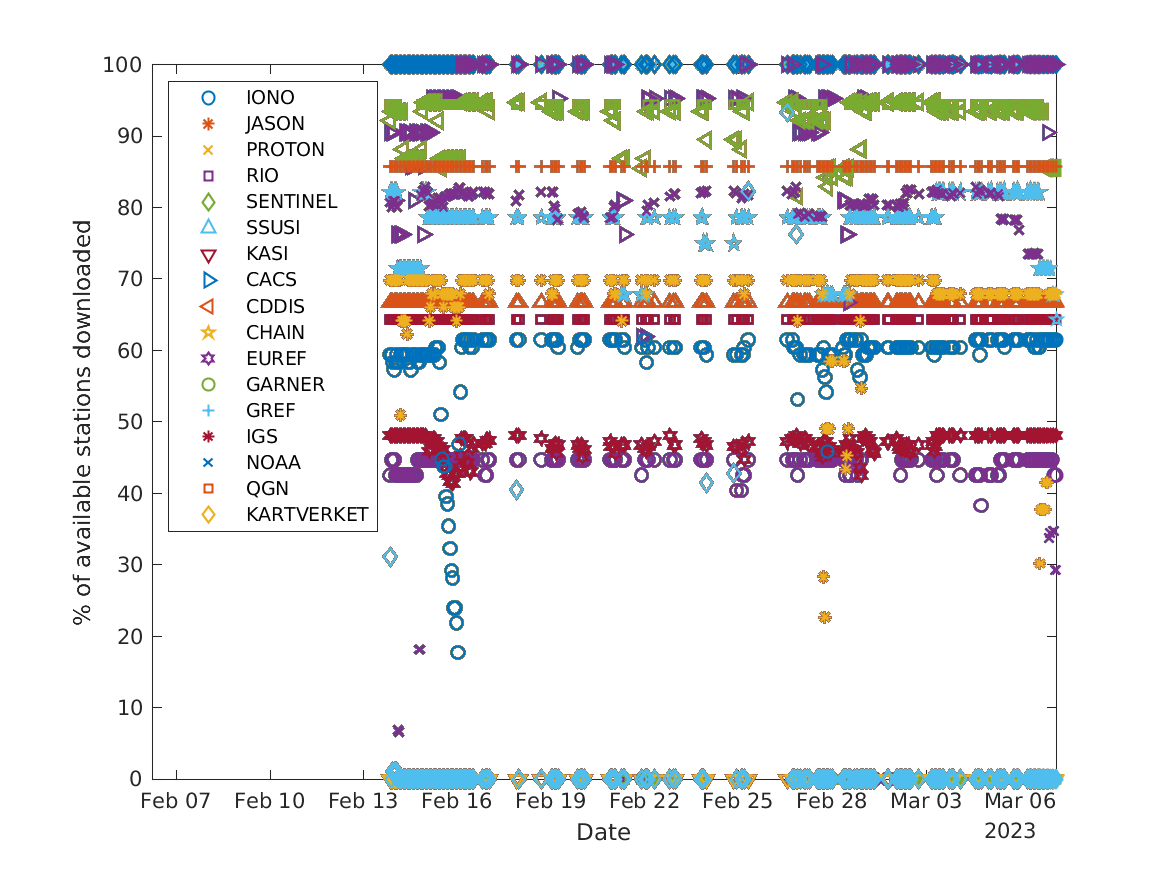 100
90
80
70
60
50
40
30
20
10
0
% of available stations downloaded
IONO
JASON
PROTON
RIO
SENTINEL
SSUSI
KASI
CACS
CDDIS
CHAIN
EUREF
GARNER
GREF
IGS
NOAA
QGN
KARTVERKET
Feb 07 Feb 10 Feb 13 Feb 16 Feb 19 Feb 22 Feb 25 Feb 28 Mar 03 Mar 06
Date
2023